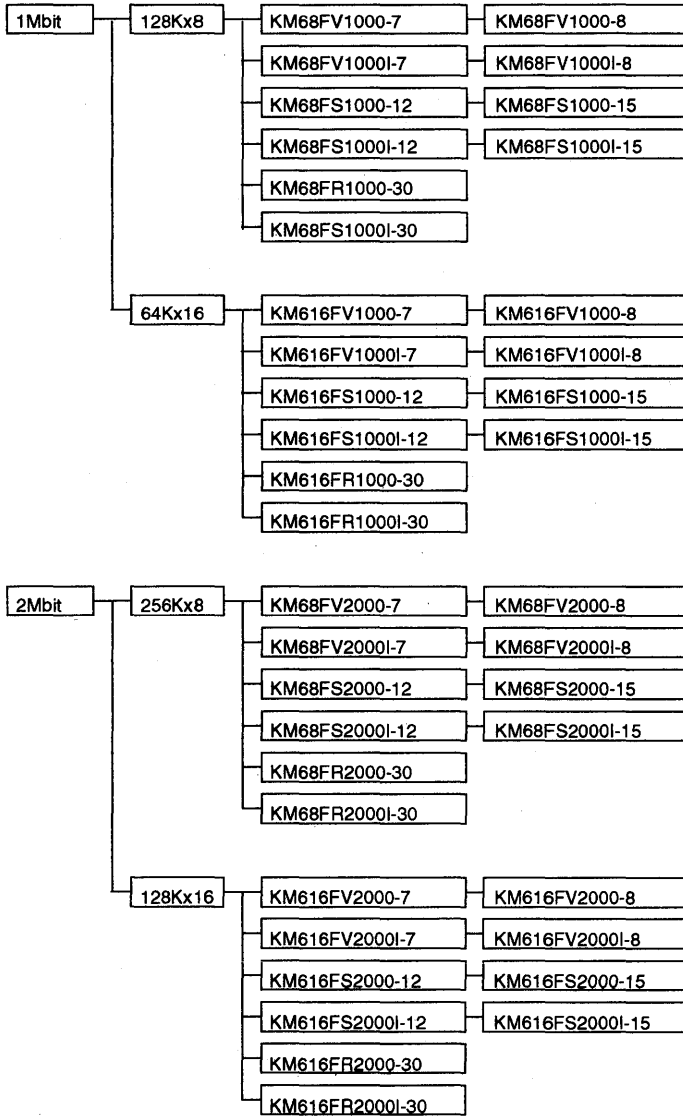 1Mbit 128Kx8 KM68FV1000-7 KM68FV1000-8
KM68FV1000I-7 KM68FV1000I-8
KM68FS1000-12 KM68FS1000-15
KM68FS1000I-12 KM68FS1000I-15
KM68FR1000-30
KM68FS1000I-30
64Kx16 KM616FV1000-7 KM616FV1000-8
KM616FV1000I-7 KM616FV1000I-8
KM616FS1000-12 KM616FS1000-15
KM616FS1000I-12 KM616FS1000I-15
KM616FR1000-30
KM616FR1000I-30
2Mbit 256Kx8 KM68FV2000-7 KM68FV2000-8
KM68FV2000I-7 KM68FV2000I-8
KM68FS2000-12 KM68FS2000-15
KM68FS2000I-12 KM68FS2000I-15
KM68FR2000-30
KM68FR2000I-30
128Kx16 KM616FV2000-7 KM616FV2000-8
KM616FV2000I-7 KM616FV2000I-8
KM616FS2000-12 KM616FS2000-15
KM616FS2000I-12 KM616FS2000I-15
KM616FR2000-30
KM616FR2000I-30